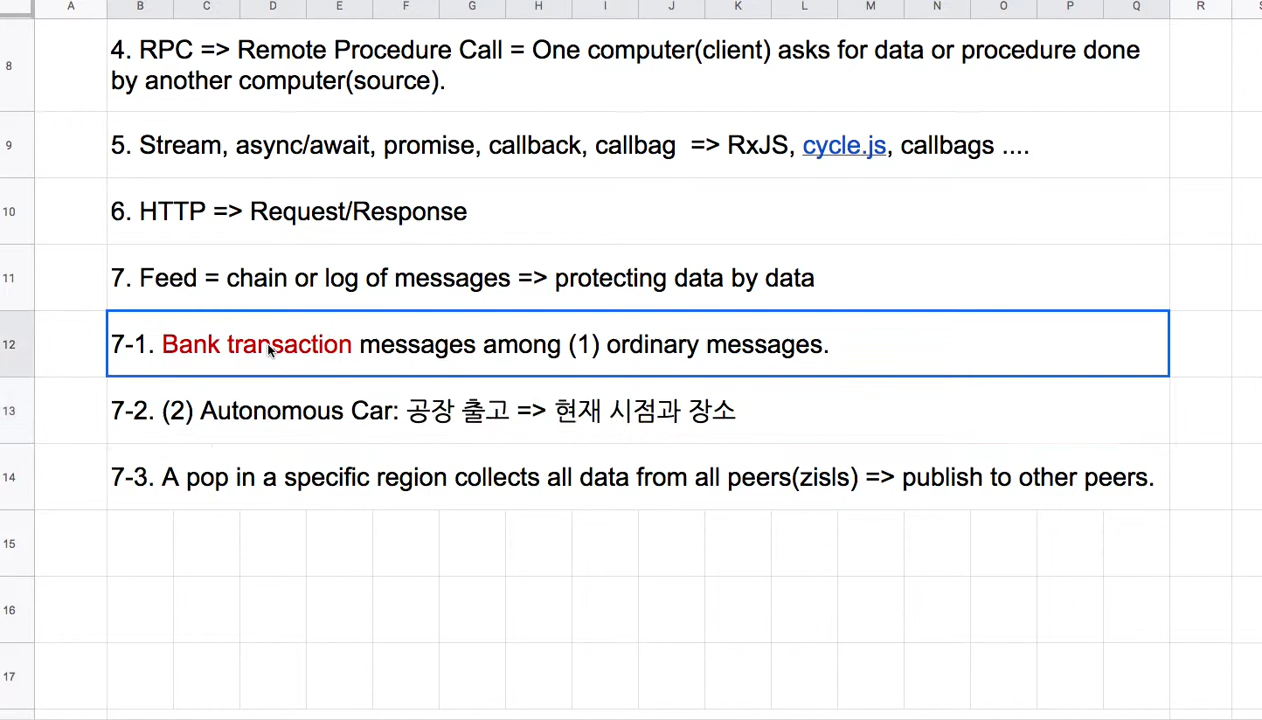 A B C D E F G H I J K L M N O P Q R
8 4. RPC => Remote Procedure Call = One computer(client) asks for data or procedure done
by another computer(source).
9 5. Stream, async/await, promise, callback, callbag => RxJS, cycle.js, callbags ....
10 6. HTTP => Request/Response
11 7. Feed = chain or log of messages => protecting data by data
12 7-1. Bank transaction messages among (1) ordinary messages.
13 7-2. (2) Autonomous Car: 공장 출고 => 현재 시점과 장소
14 7-3. A pop in a specific region collects all data from all peers(zisls) => publish to other peers.
15
16
17